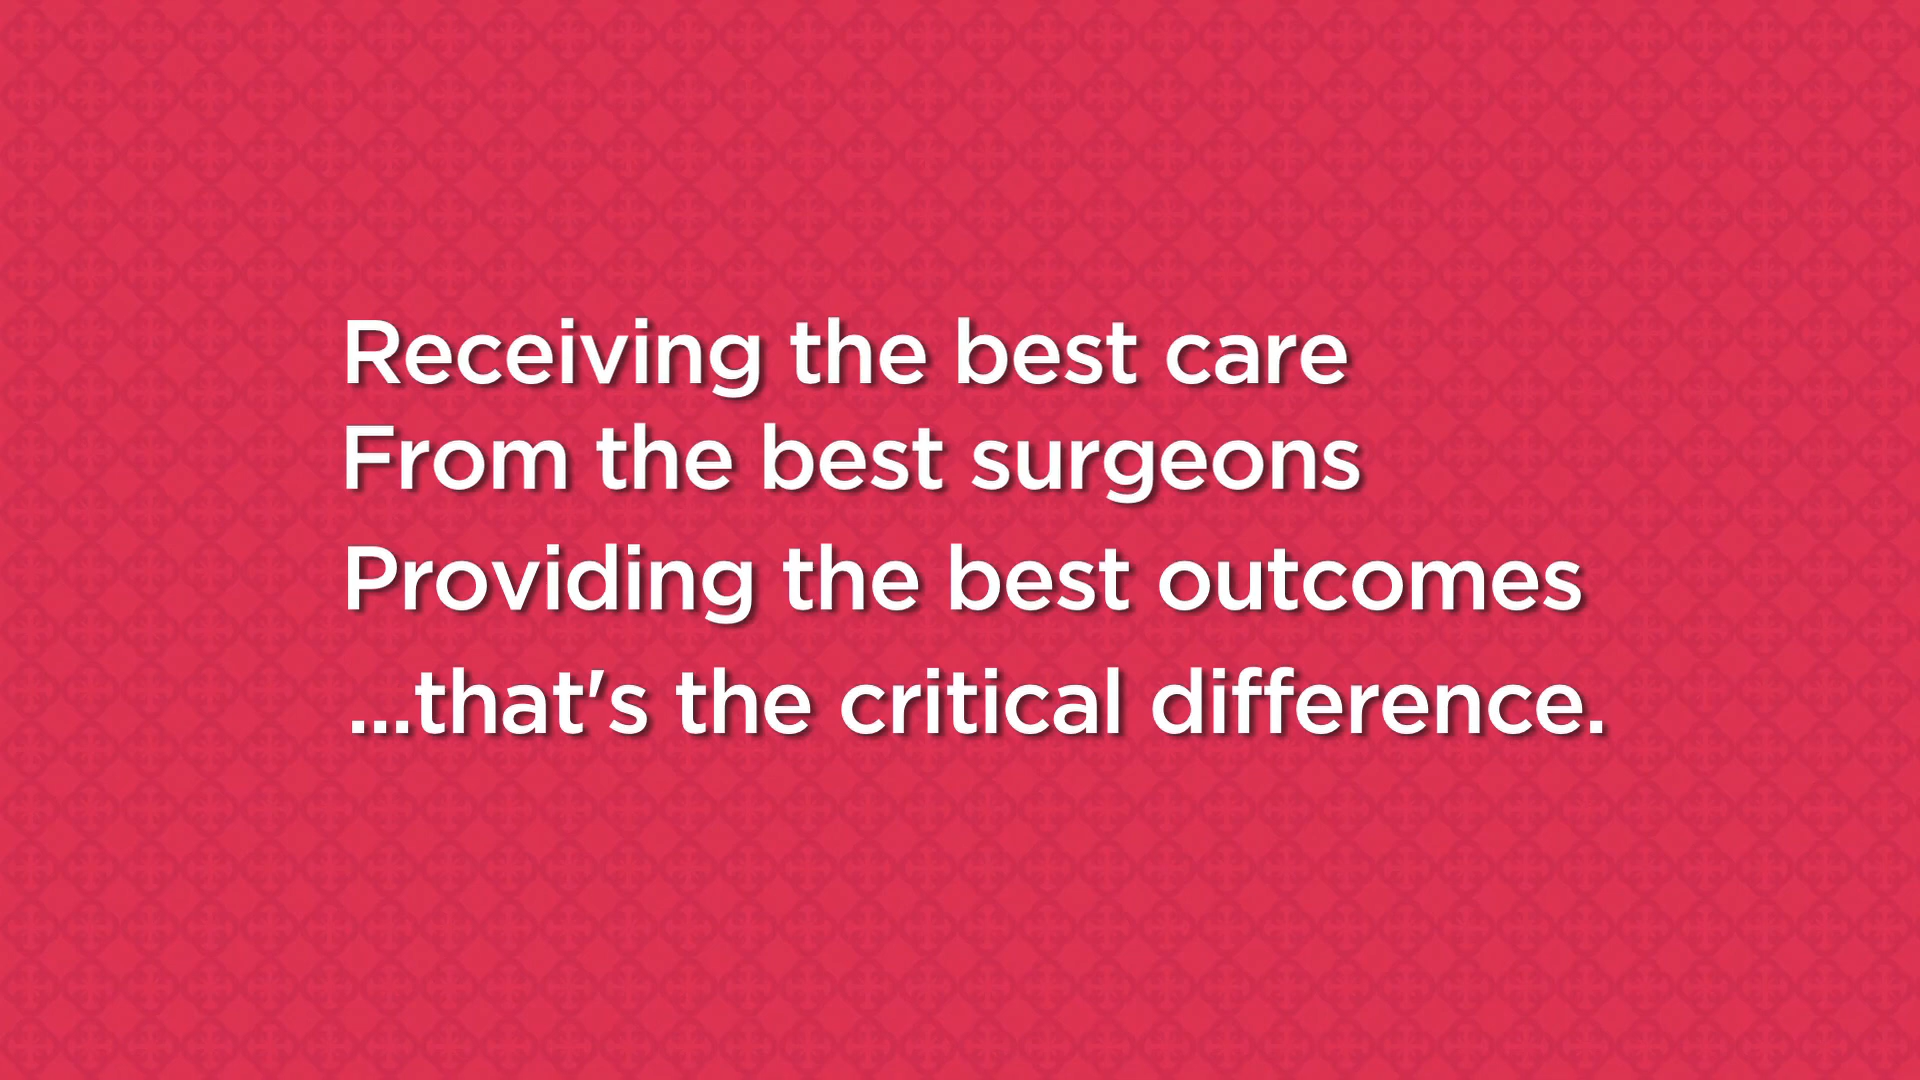 Receiving the best care
From the best surgeons
Providing the best outcomes
...that's the critical difference.